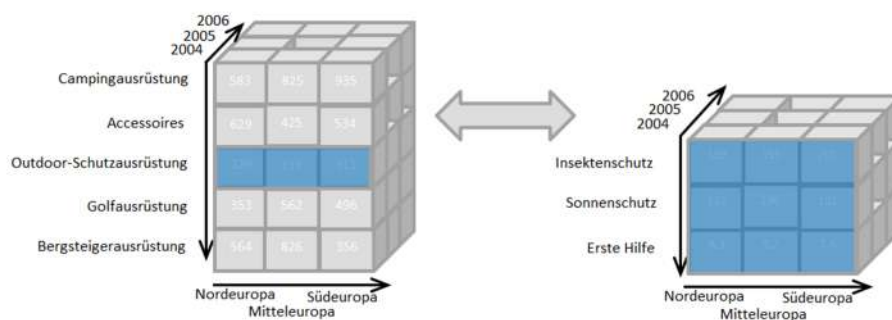 2006
2005
2004
Campingausrüstung 583 815 935
Accessoires 629 425 534
Outdoor-Schutzausrüstung
Golfausrüstung 353 562 496
Bergsteigerausrüstung 564 826 356
Nordeuropa Südeuropa
Mitteleuropa
2006
2005
2004
Insektenschutz
Sonnenschutz
Erste Hilfe
Nordeuropa Südeuropa
Mitteleuropa